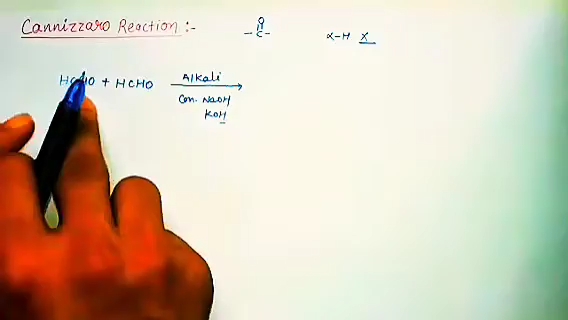 Cannizzaro Reaction :-
O
-C-
α-H X
HCHO + HCHO Alkali
Con. NaOH
KOH